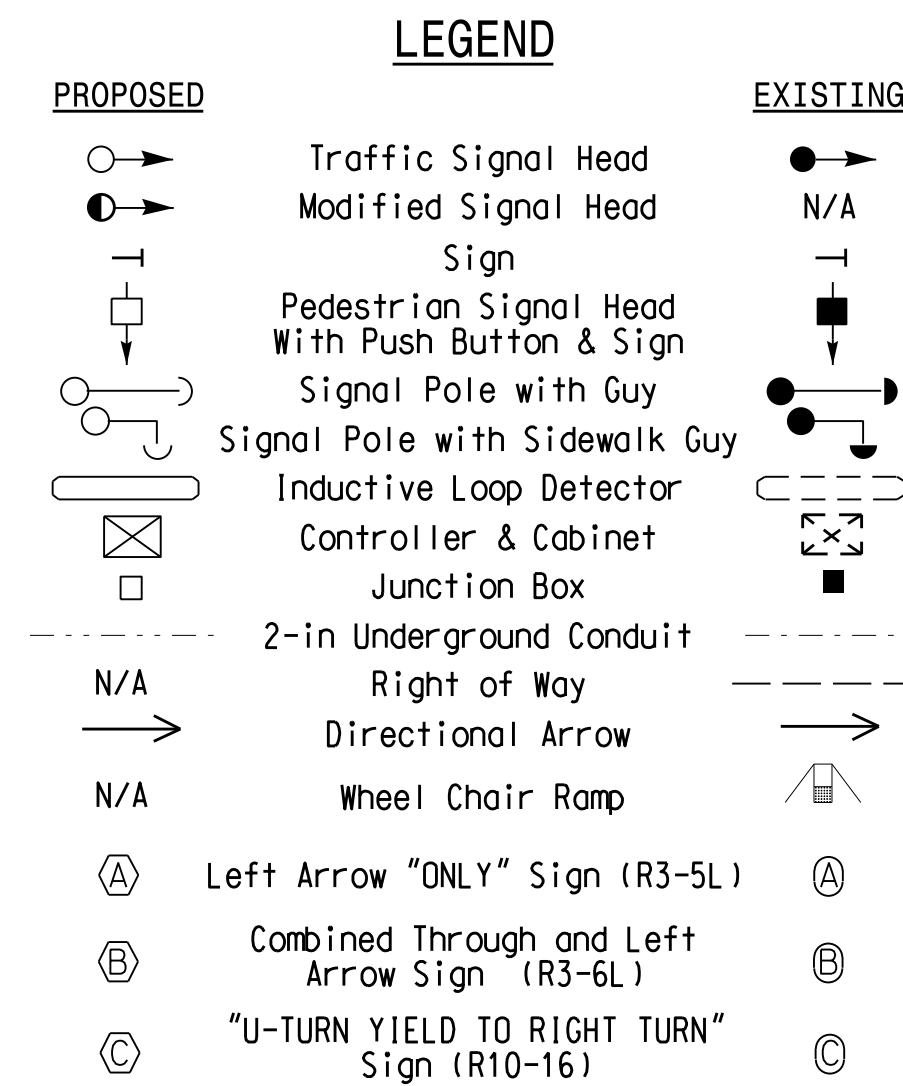 LEGEND
PROPOSED EXISTING
Traffic Signal Head
Modified Signal Head N/A
Sign
Pedestrian Signal Head
With Push Button & Sign
Signal Pole with Guy
Signal Pole with Sidewalk Guy
Inductive Loop Detector
Controller & Cabinet
Junction Box
2-in Underground Conduit
N/A Right of Way
Directional Arrow
N/A Wheel Chair Ramp
A Left Arrow "ONLY" Sign (R3-5L) A
Combined Through and Left
B Arrow Sign (R3-6L) B
"U-TURN YIELD TO RIGHT TURN"
C Sign (R10-16) C